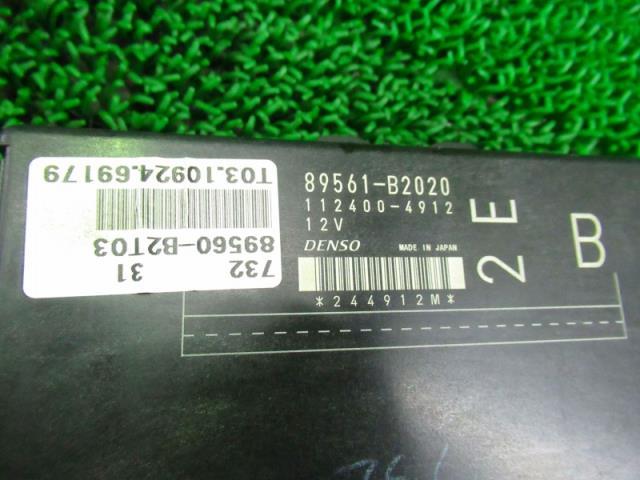 T03.10924.69179
89560-B2T03
31
732
89561-B2020
112400-4912
12V
DENSO MADE IN JAPAN
*244912M*
2E
B